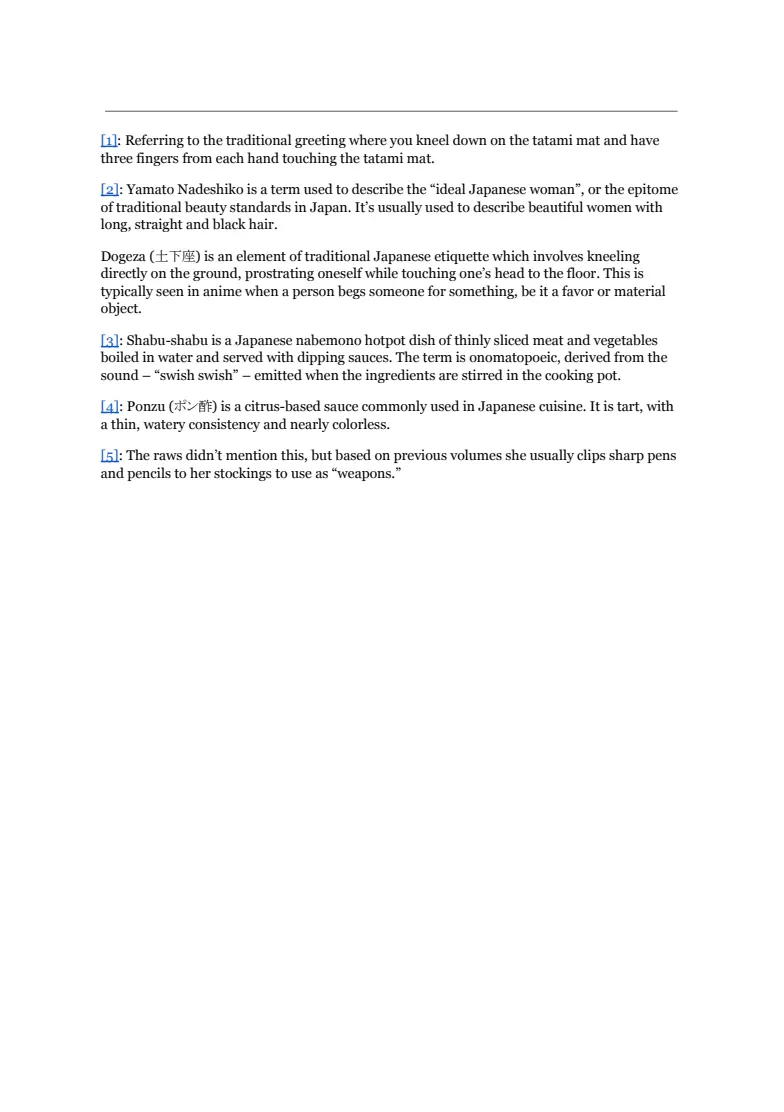 [1]: Referring to the traditional greeting where you kneel down on the tatami mat and have
three fingers from each hand touching the tatami mat.
[2]: Yamato Nadeshiko is a term used to describe the “ideal Japanese woman”, or the epitome
of traditional beauty standards in Japan. It’s usually used to describe beautiful women with
long, straight and black hair.
Dogeza (土下座) is an element of traditional Japanese etiquette which involves kneeling
directly on the ground, prostrating oneself while touching one’s head to the floor. This is
typically seen in anime when a person begs someone for something, be it a favor or material
object.
[3]: Shabu-shabu is a Japanese nabemono hotpot dish of thinly sliced meat and vegetables
boiled in water and served with dipping sauces. The term is onomatopoeic, derived from the
sound – “swish swish” – emitted when the ingredients are stirred in the cooking pot.
[4]: Ponzu (ポン酢) is a citrus-based sauce commonly used in Japanese cuisine. It is tart, with
a thin, watery consistency and nearly colorless.
[5]: The raws didn’t mention this, but based on previous volumes she usually clips sharp pens
and pencils to her stockings to use as “weapons.”